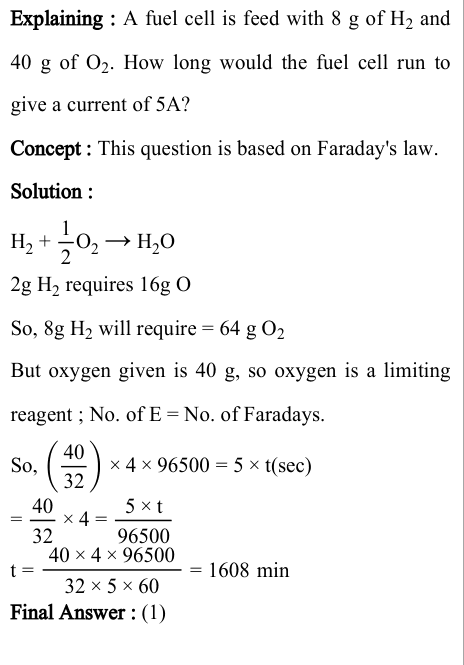 Explaining : A fuel cell is feed with 8 g of H₂ and
40 g of O₂. How long would the fuel cell run to
give a current of 5A?
Concept : This question is based on Faraday's law.
Solution :
H₂ + 1/2 O₂ → H₂O
2g H₂ requires 16g O
So, 8g H₂ will require = 64 g O₂
But oxygen given is 40 g, so oxygen is a limiting
reagent ; No. of E = No. of Faradays.
So, (40/32) × 4 × 96500 = 5 × t(sec)
= 40/32 × 4 = 5 × t/96500
t = 40 × 4 × 96500/32 × 5 × 60 = 1608 min
Final Answer : (1)